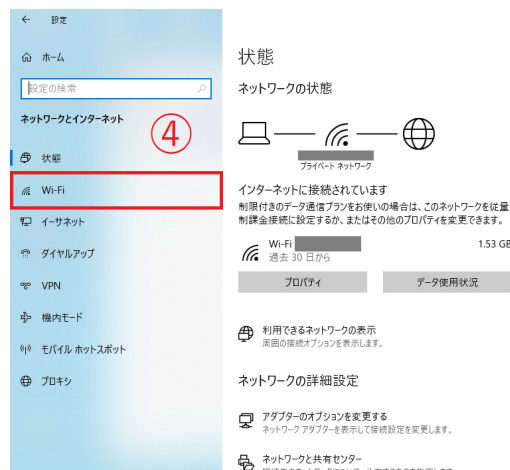 設定
ホーム
設定の検索
ネットワークとインターネット
④
状態
Wi-Fi
イーサネット
ダイヤルアップ
VPN
機内モード
モバイル ホットスポット
プロキシ
状態
ネットワークの状態
プライベート ネットワーク
インターネットに接続されています
制限付きのデータ通信プランをお使いの場合は、このネットワークを従量
制課金接続に設定するか、またはその他のプロパティを変更できます。
Wi-Fi 1.53 GB
過去 30 日から
プロパティ データ使用状況
利用できるネットワークの表示
周囲の接続オプションを表示します。
ネットワークの詳細設定
アダプターのオプションを変更する
ネットワーク アダプターを表示して接続設定を変更します。
ネットワークと共有センター